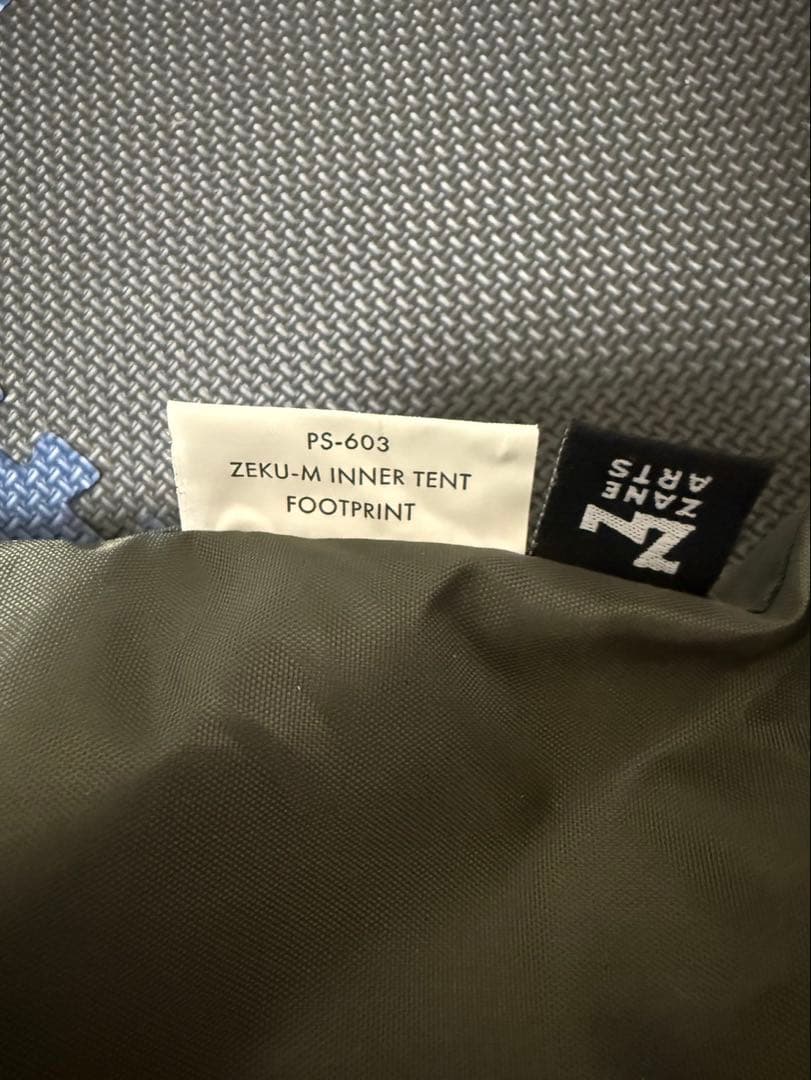 PS-603
ZEKU-M INNER TENT
FOOTPRINT
ZANE
ARTS